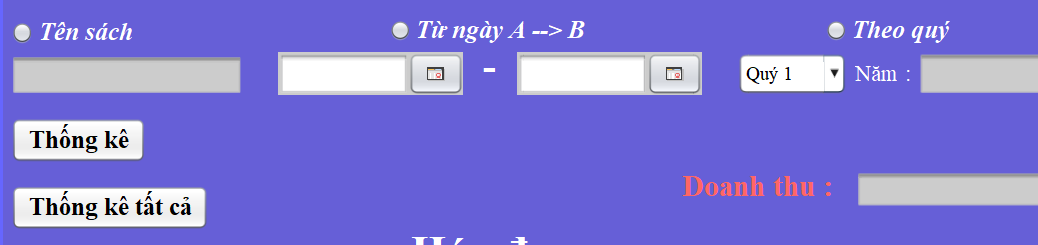 Tên sách
Từ ngày A --> B
Theo quý
-
Quý 1
Năm :
Thống kê
Doanh thu :
Thống kê tất cả